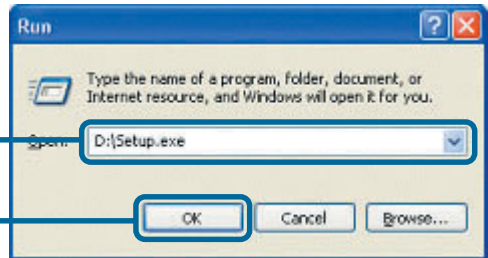 Run
Type the name of a program, folder, document, or
Internet resource, and Windows will open it for you.
Open: D:\Setup.exe
OK Cancel Browse...